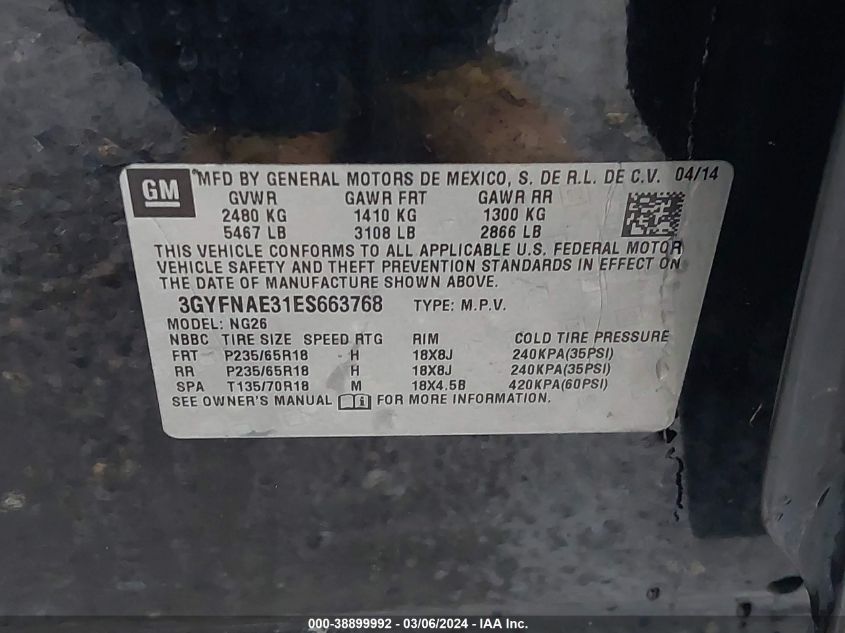 GM
MFD BY GENERAL MOTORS DE MEXICO, S. DE R.L. DE C.V. 04/14
GVWR GAWR FRT GAWR RR
2480 KG 1410 KG 1300 KG
5467 LB 3108 LB 2866 LB
THIS VEHICLE CONFORMS TO ALL APPLICABLE U.S. FEDERAL MOTOR
VEHICLE SAFETY AND THEFT PREVENTION STANDARDS IN EFFECT ON
THE DATE OF MANUFACTURE SHOWN ABOVE.
3GYFNAE31ES663768 TYPE: M.P.V.
MODEL: NG26
NBBC TIRE SIZE SPEED RTG RIM COLD TIRE PRESSURE
FRT P235/65R18 H 18X8J 240KPA(35PSI)
RR P235/65R18 H 18X8J 240KPA(35PSI)
SPA T135/70R18 M 18X4.5B 420KPA(60PSI)
SEE OWNER'S MANUAL FOR MORE INFORMATION.
000-38899992 - 03/06/2024 - IAA Inc.